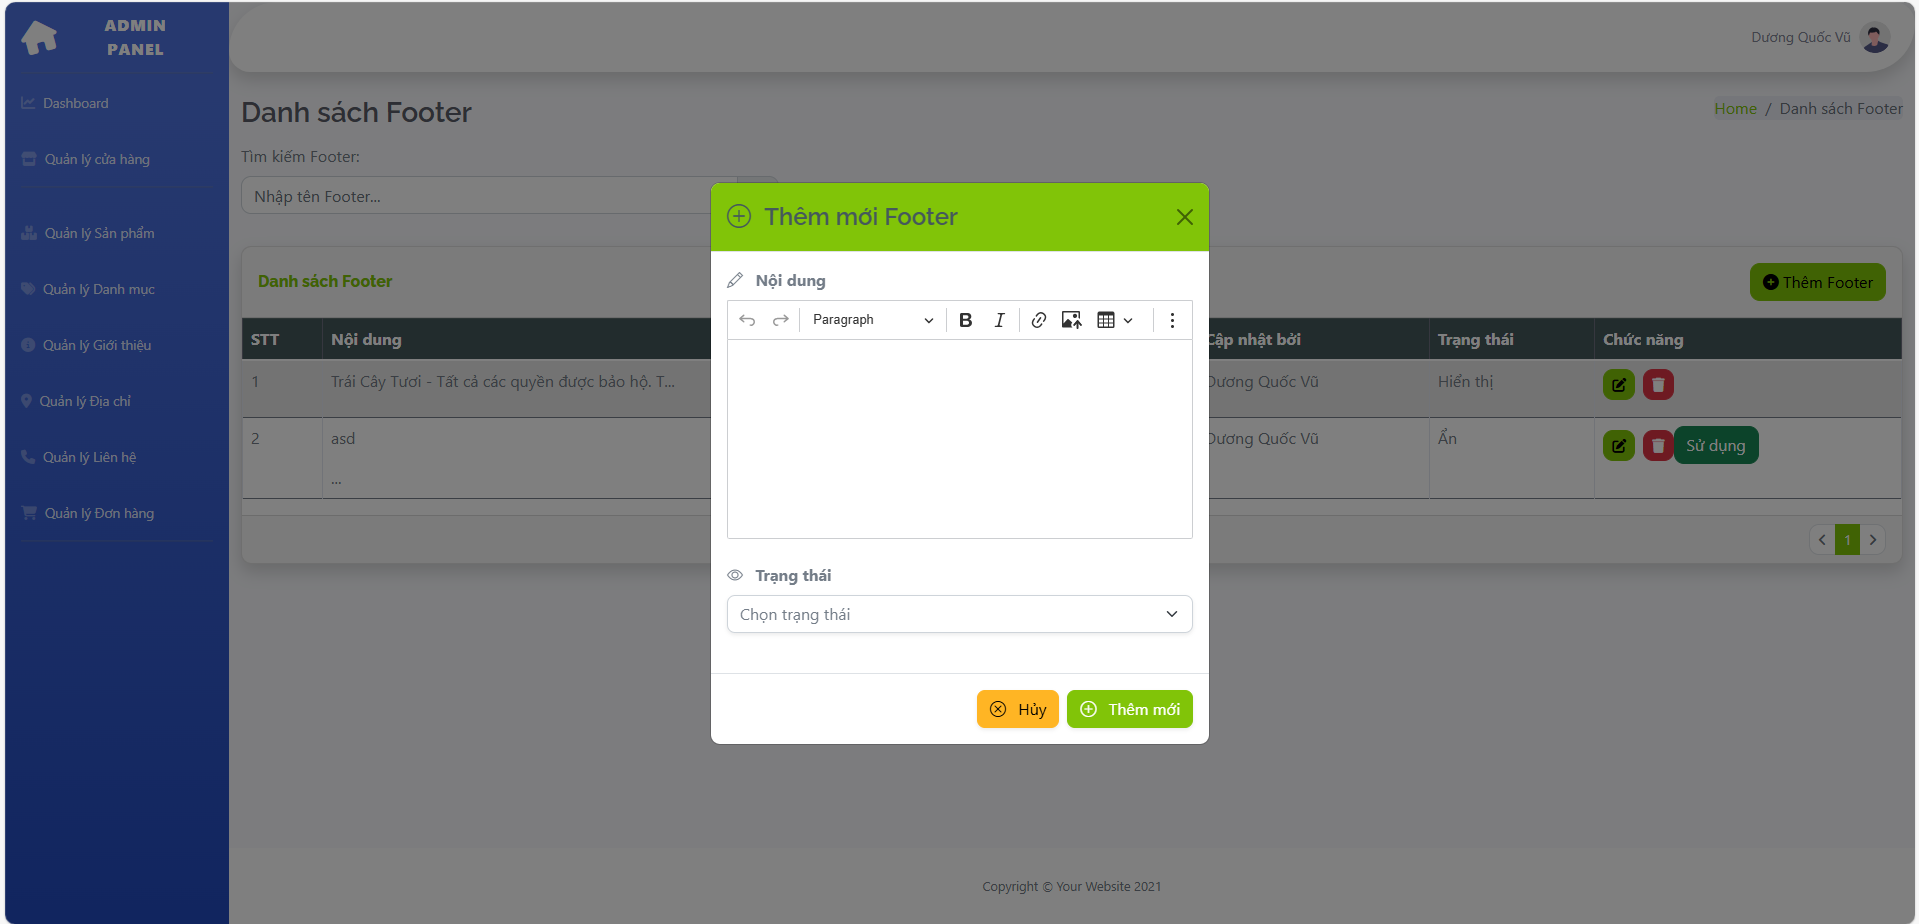 ADMIN
PANEL
Dương Quốc Vũ
Dashboard
Quản lý cửa hàng
Quản lý Sản phẩm
Quản lý Danh mục
Quản lý Giới thiệu
Quản lý Địa chỉ
Quản lý Liên hệ
Quản lý Đơn hàng
Danh sách Footer
Home / Danh sách Footer
Tìm kiếm Footer:
Nhập tên Footer...
Danh sách Footer
Thêm Footer
STT Nội dung Cập nhật bởi Trạng thái Chức năng
1 Trái Cây Tươi - Tất cả các quyền được bảo hộ. T... Dương Quốc Vũ Hiển thị
2 asd Dương Quốc Vũ Ẩn Sử dụng
...
1
Thêm mới Footer
Nội dung
Paragraph B I
Trạng thái
Chọn trạng thái
Hủy Thêm mới
Copyright © Your Website 2021